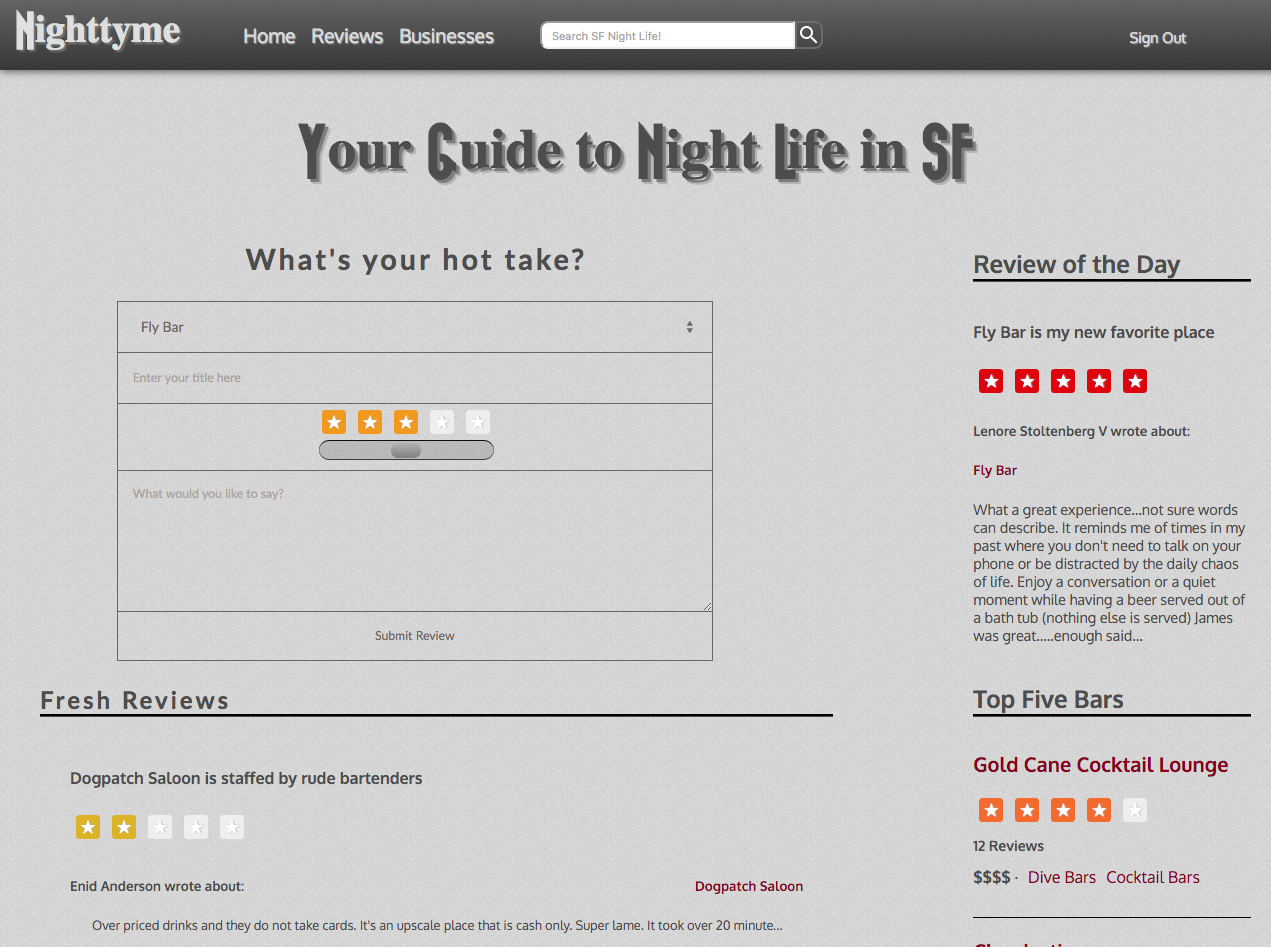 Nighttyme
Home Reviews Businesses
Search SF Night Life!
Sign Out
Your Guide to Night Life in SF
What's your hot take?
Fly Bar
Enter your title here
What would you like to say?
Submit Review
Fresh Reviews
Dogpatch Saloon is staffed by rude bartenders
Enid Anderson wrote about:
Dogpatch Saloon
Over priced drinks and they do not take cards. It's an upscale place that is cash only. Super lame. It took over 20 minute...
Review of the Day
Fly Bar is my new favorite place
Lenore Stoltenberg V wrote about:
Fly Bar
What a great experience...not sure words
can describe. It reminds me of times in my
past where you don't need to talk on your
phone or be distracted by the daily chaos
of life. Enjoy a conversation or a quiet
moment while having a beer served out of
a bath tub (nothing else is served) James
was great.....enough said...
Top Five Bars
Gold Cane Cocktail Lounge
12 Reviews
$$$$ · Dive Bars Cocktail Bars